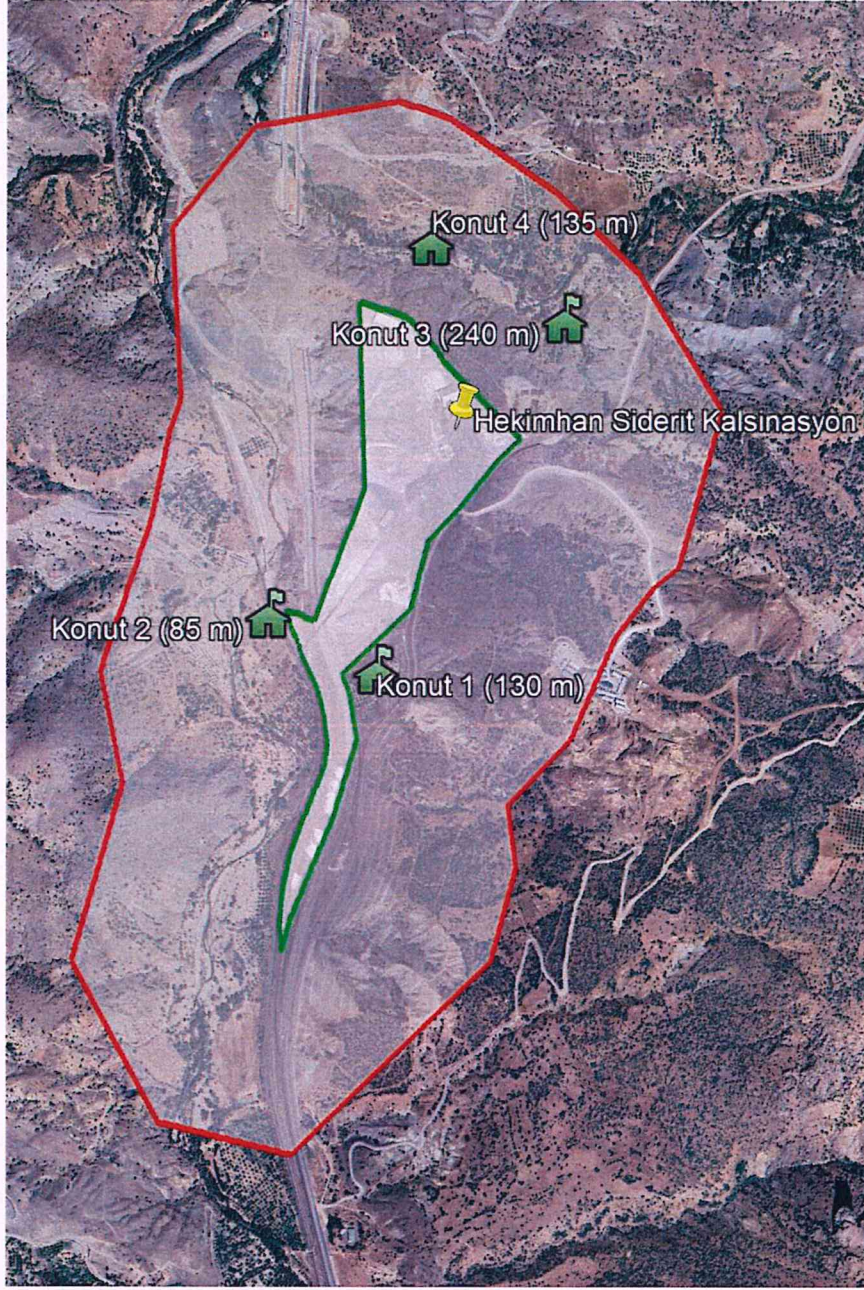 Konut 4 (135 m)
Konut 3 (240 m)
Hekimhan Siderit Kalsinasyon
Konut 2 (85 m)
Konut 1 (130 m)